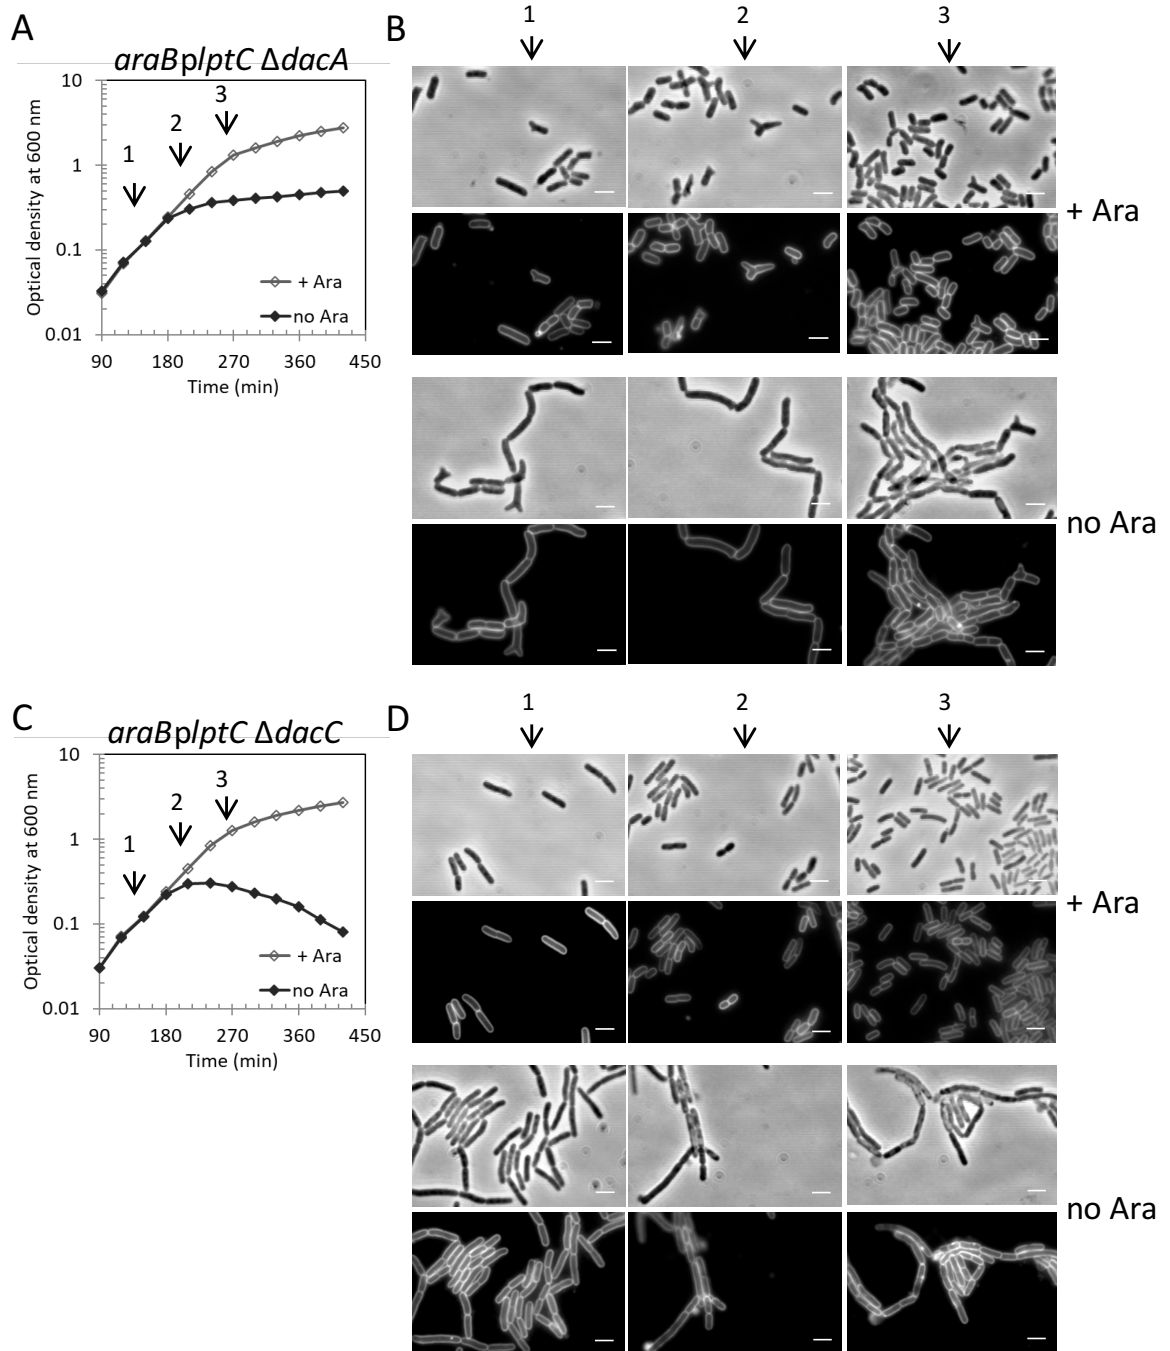 A
araBplptC ΔdacA
Optical density at 600 nm
10
1
0.1
0.01
1
2
3
+ Ara
no Ara
90 180 270 360 450
Time (min)
B
1 2 3
+ Ara
no Ara
C
araBplptC ΔdacC
Optical density at 600 nm
10
1
0.1
0.01
1
2
3
+ Ara
no Ara
90 180 270 360 450
Time (min)
D
1 2 3
+ Ara
no Ara